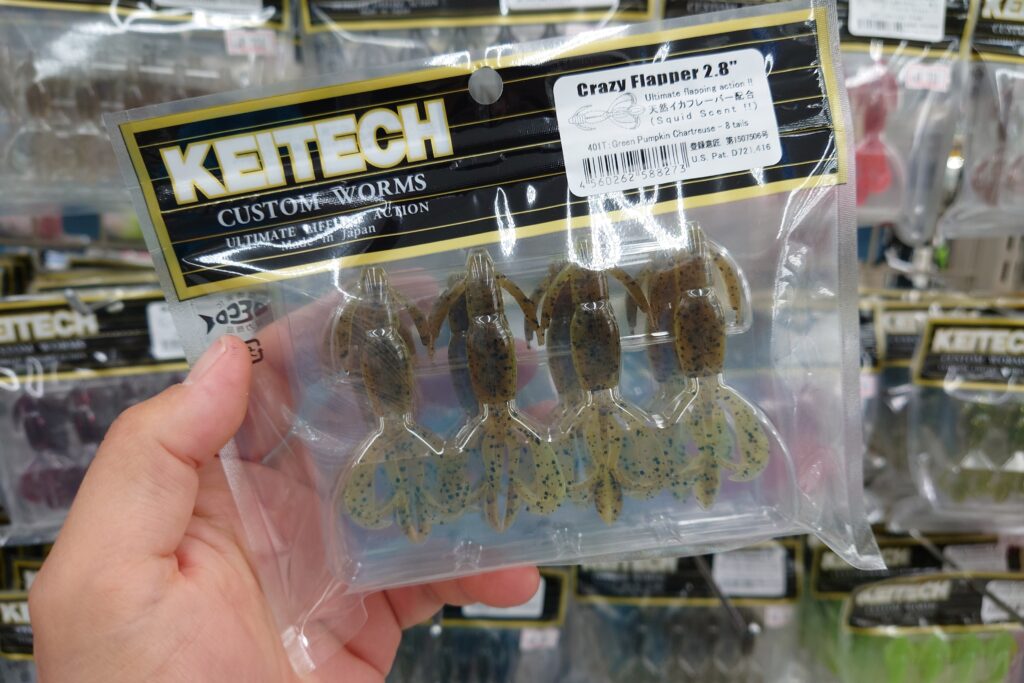 KEITECH
CUSTOM WORMS
ULTIMATE DIFFERENT ACTION
Made in Japan
Crazy Flapper 2.8"
Ultimate flapping action !!
天然イカフレーバー配合
(Squid Scent !!)
401T: Green Pumpkin Chartreuse - 8 tails
登録意匠 第1507506号
U.S. Pat. D721,416
4560262588273
ECO
KEITECH
KEITECH
CUSTOM WORMS
KEITECH
CUSTOM WORMS